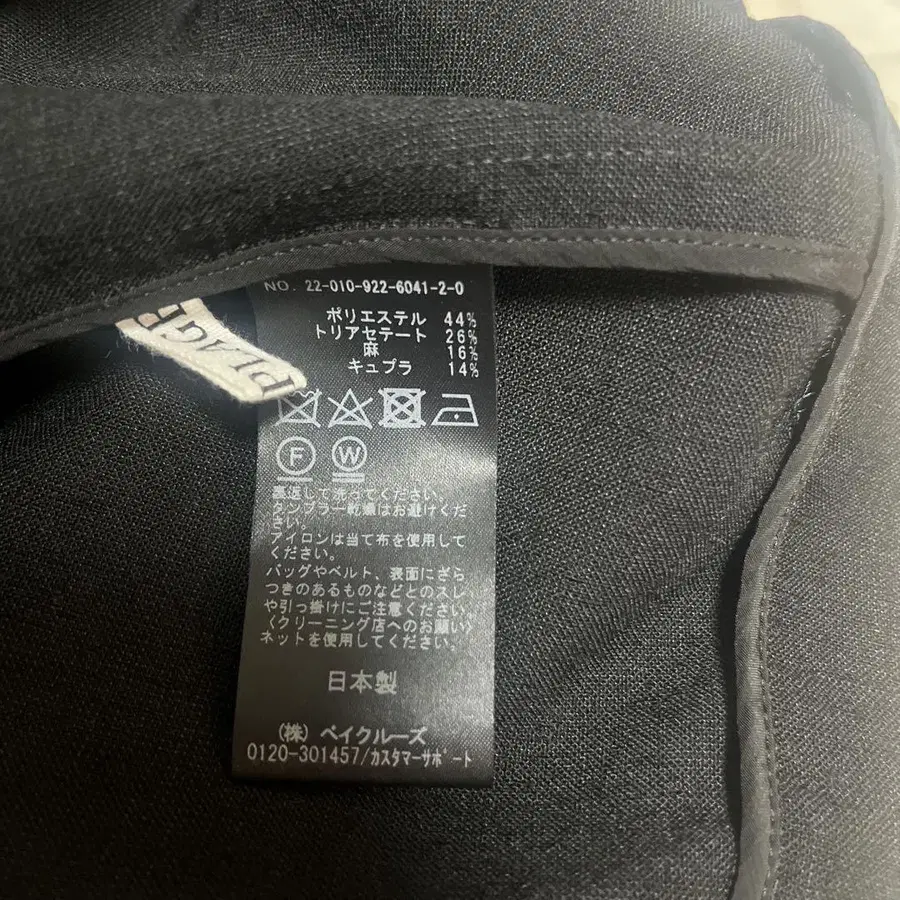 NO. 22-010-922-6041-2-0
ポリエステル 44%
トリアセテート 26%
麻 16%
キュプラ 14%
F W
裏返して洗ってください。
タンブラー乾燥はお避けくだ
さい。
アイロンは当て布を使用して
ください。
バッグやベルト、表面にざら
つきのあるものなどとのスレ
や引っ掛けにご注意ください。
〈クリーニング店へのお願い〉
ネットを使用してください。
日本製
(株) ベイクルーズ
0120-301457/カスタマーサポート
PLAGE